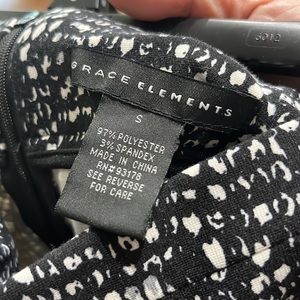 GRACE ELEMENTS
S
97% POLYESTER
3% SPANDEX
MADE IN CHINA
RN#93178
SEE REVERSE
FOR CARE